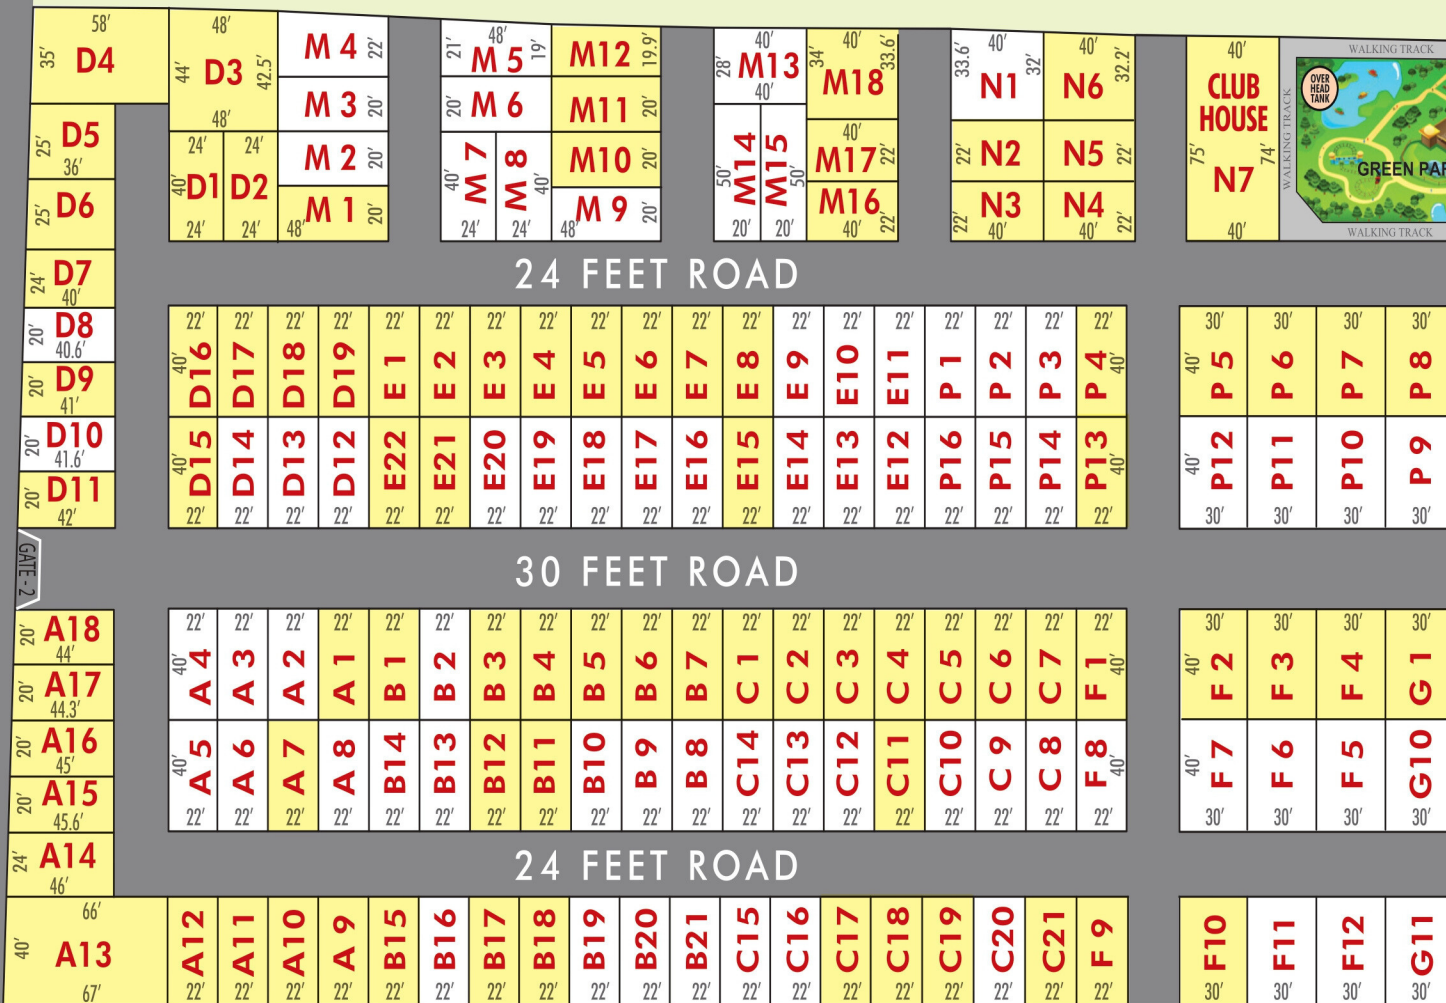 58' 48' 48' 40' 40' 40' 40' 40' WALKING TRACK
35' D4 44' D3 42.5' M 4 22' 21' M 5 19' M12 19.9' 28' M13 34' M18 33.6' 33.6' N1 32' N6 32.2' CLUB HOUSE OVER HEAD TANK
48' M 3 20' 20' M 6 M11 20' 40' WALKING TRACK
25' D5 36' 24' 24' M 2 20' M10 20' 40' M17 22' 22' N2 N5 22' 75' N7 74' GREEN PAR
40' D1 D2 40' M 7 M 8 40' 50' M14 M15 50'
25' D6 24' 24' 48' M 1 20' 24' 24' 48' M 9 20' 20' 20' M16 40' 22' 22' N3 40' N4 40' 22' 40' WALKING TRACK
24' D7 40'
24 FEET ROAD
20' D8 40.6'
22' 22' 22' 22' 22' 22' 22' 22' 22' 22' 22' 22' 22' 22' 22' 22' 22' 22' 22' 30' 30' 30' 30'
40' D16 D17 D18 D19 E 1 E 2 E 3 E 4 E 5 E 6 E 7 E 8 E 9 E10 E11 P 1 P 2 P 3 P 4 40' 40' P 5 P 6 P 7 P 8
20' D9 41'
20' D10 41.6'
40' D15 D14 D13 D12 E22 E21 E20 E19 E18 E17 E16 E15 E14 E13 E12 P16 P15 P14 P13 40' 40' P12 P11 P10 P 9
20' D11 42'
22' 22' 22' 22' 22' 22' 22' 22' 22' 22' 22' 22' 22' 22' 22' 22' 22' 22' 22' 30' 30' 30' 30'
GATE - 2
30 FEET ROAD
20' A18 44'
22' 22' 22' 22' 22' 22' 22' 22' 22' 22' 22' 22' 22' 22' 22' 22' 22' 22' 22' 30' 30' 30' 30'
40' A 4 A 3 A 2 A 1 B 1 B 2 B 3 B 4 B 5 B 6 B 7 C 1 C 2 C 3 C 4 C 5 C 6 C 7 F 1 40' 40' F 2 F 3 F 4 G 1
20' A17 44.3'
20' A16 45'
40' A 5 A 6 A 7 A 8 B14 B13 B12 B11 B10 B 9 B 8 C14 C13 C12 C11 C10 C 9 C 8 F 8 40' 40' F 7 F 6 F 5 G10
20' A15 45.6'
22' 22' 22' 22' 22' 22' 22' 22' 22' 22' 22' 22' 22' 22' 22' 22' 22' 22' 22' 30' 30' 30' 30'
24' A14 46'
24 FEET ROAD
66'
40' A13 A12 A11 A10 A 9 B15 B16 B17 B18 B19 B20 B21 C15 C16 C17 C18 C19 C20 C21 F 9 F10 F11 F12 G11
67' 22' 22' 22' 22' 22' 22' 22' 22' 22' 22' 22' 22' 22' 22' 22' 22' 22' 22' 22' 30' 30' 30' 30'